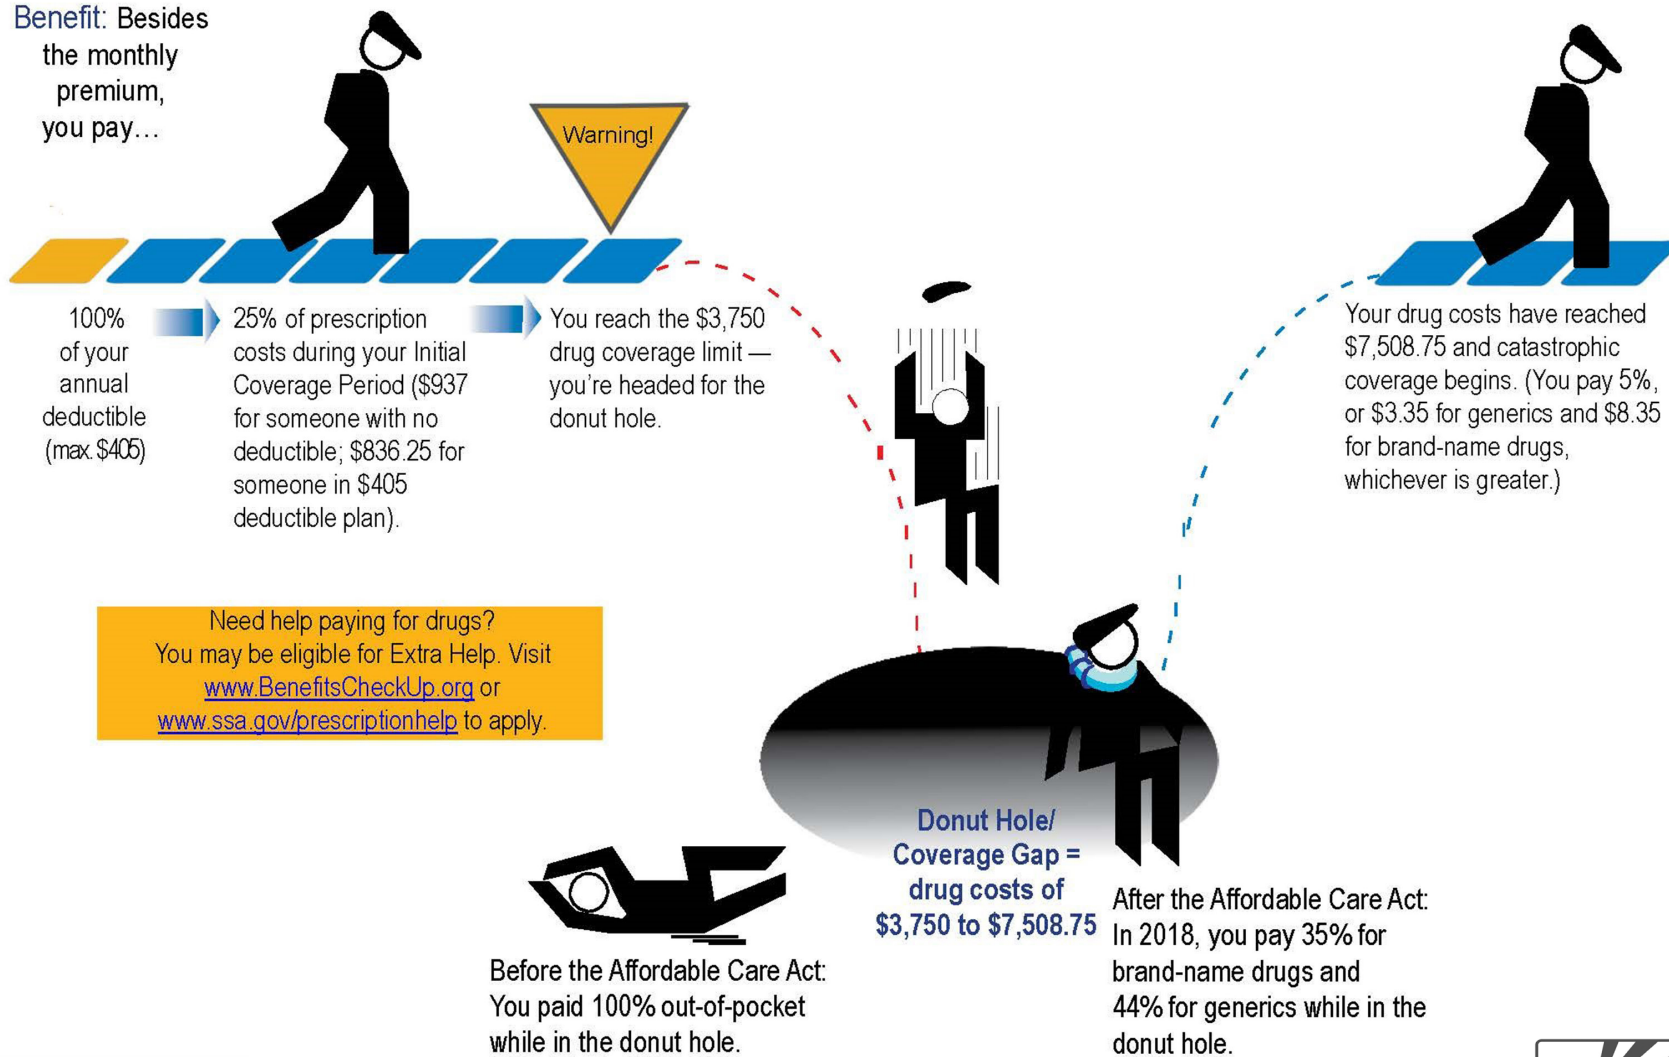 Benefit: Besides
the monthly
premium,
you pay…
Warning!
100%
of your
annual
deductible
(max. $405)
25% of prescription
costs during your Initial
Coverage Period ($937
for someone with no
deductible; $836.25 for
someone in $405
deductible plan).
You reach the $3,750
drug coverage limit —
you're headed for the
donut hole.
Your drug costs have reached
$7,508.75 and catastrophic
coverage begins. (You pay 5%,
or $3.35 for generics and $8.35
for brand-name drugs,
whichever is greater.)
Need help paying for drugs?
You may be eligible for Extra Help. Visit
www.BenefitsCheckUp.org or
www.ssa.gov/prescriptionhelp to apply.
Donut Hole/
Coverage Gap =
drug costs of
$3,750 to $7,508.75
Before the Affordable Care Act:
You paid 100% out-of-pocket
while in the donut hole.
After the Affordable Care Act:
In 2018, you pay 35% for
brand-name drugs and
44% for generics while in the
donut hole.